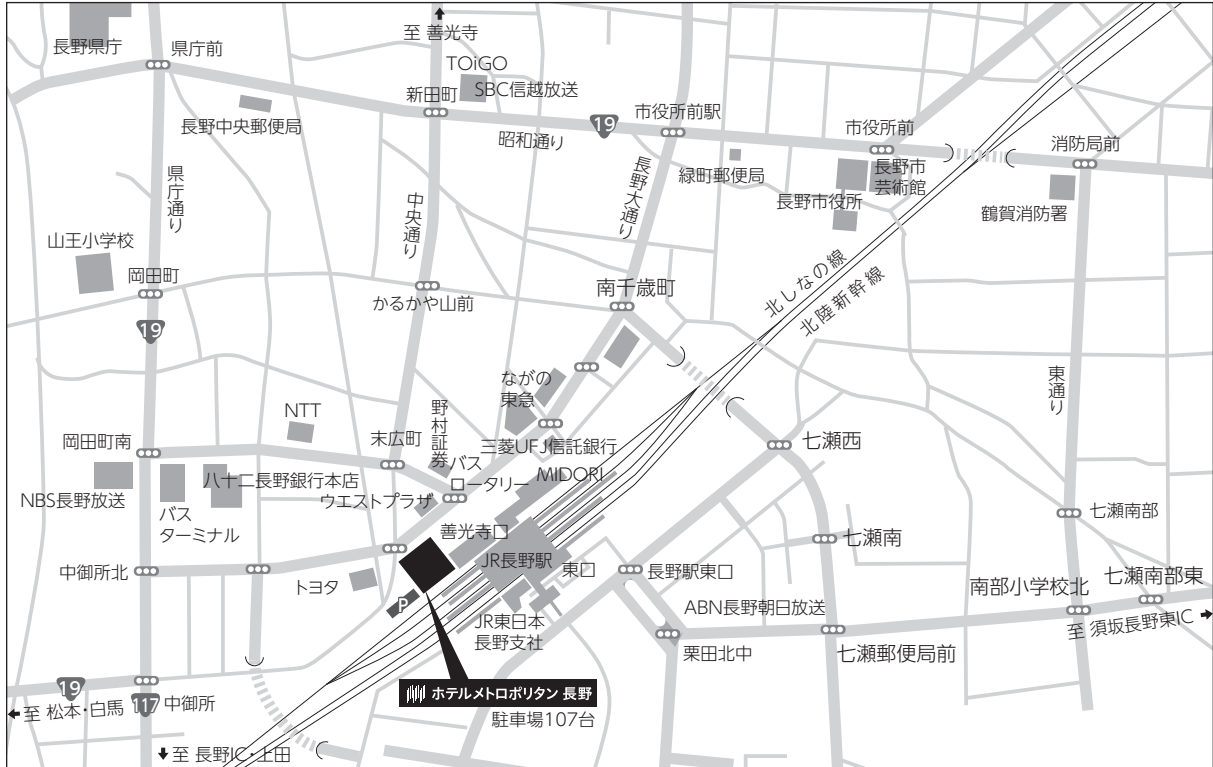 至 善光寺
長野県庁
県庁前
TOiGO
SBC信越放送
新田町
長野中央郵便局
昭和通り
19
市役所前駅
市役所前
消防局前
緑町郵便局
長野市
芸術館
長野市役所
鶴賀消防署
県庁通り
中央通り
長野大通り
山王小学校
岡田町
かるかや山前
南千歳町
北しなの線
北陸新幹線
19
東通り
ながの
東急
NTT
末広町
野村証券
三菱UFJ信託銀行
岡田町南
七瀬西
八十二長野銀行本店
バス
ロータリー
MIDORI
NBS長野放送
バス
ターミナル
ウエストプラザ
善光寺口
七瀬南部
七瀬南
JR長野駅
東口
長野駅東口
中御所北
トヨタ
P
ABN長野朝日放送
南部小学校北
七瀬南部東
JR東日本
長野支社
栗田北中
七瀬郵便局前
至 須坂長野東IC
19
ホテルメトロポリタン 長野
駐車場107台
至 松本・白馬
117
中御所
至 長野IC・上田